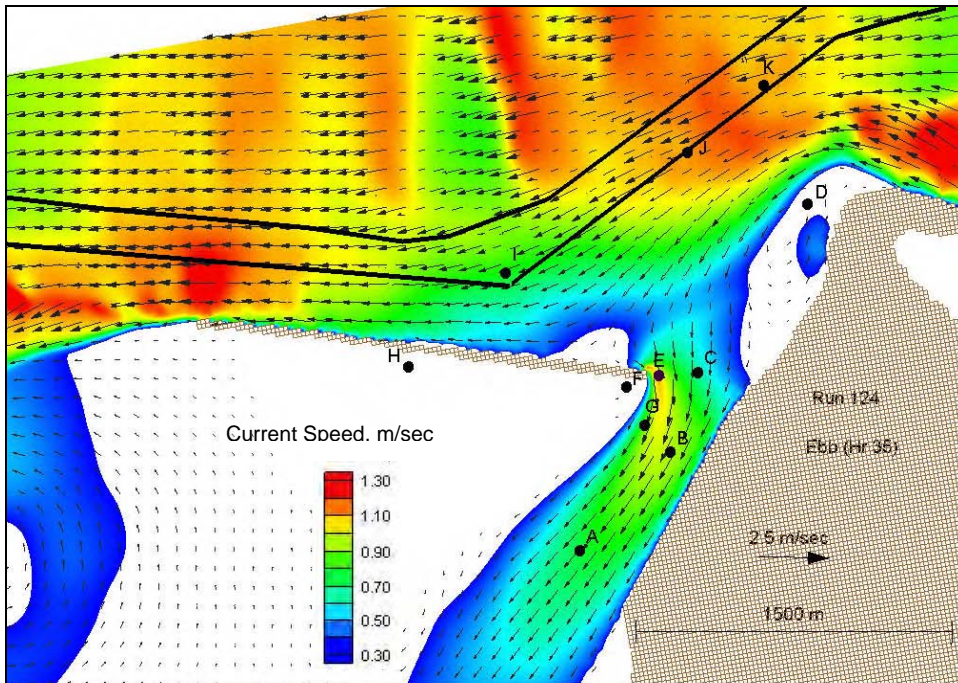 K
J
D
I
H
F
E
C
G
B
A
Run 124
Ebb (Hr 35)
Current Speed, m/sec
1.30
1.10
0.90
0.70
0.50
0.30
2.5 m/sec
1500 m